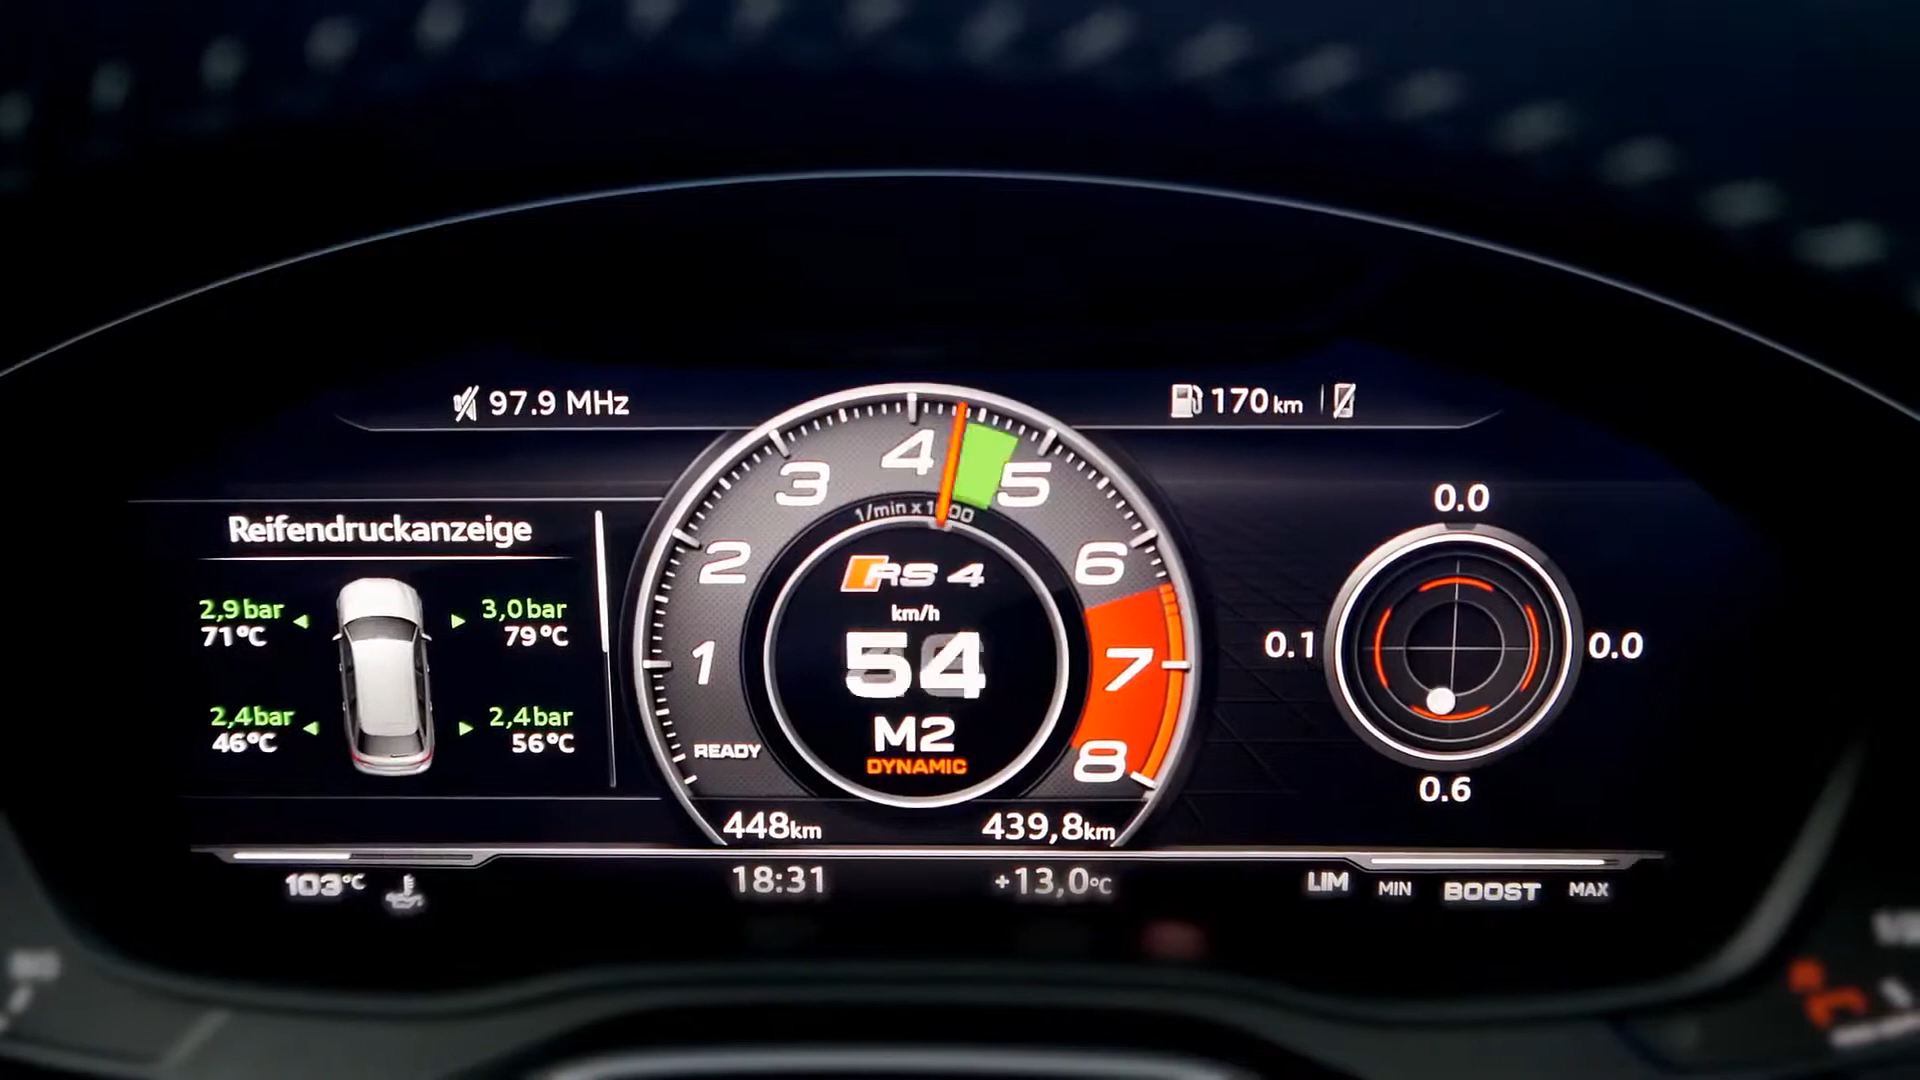 97.9 MHz
170 km
Reifendruckanzeige
2,9 bar
71°C
3,0 bar
79°C
2,4 bar
46°C
2,4 bar
56°C
1 2 3 4 5 6 7 8
RS 4
km/h
54
M2
DYNAMIC
READY
448 km
439,8 km
0.0
0.1
0.0
0.6
103°C
18:31
+13,0°C
LIM MIN BOOST MAX